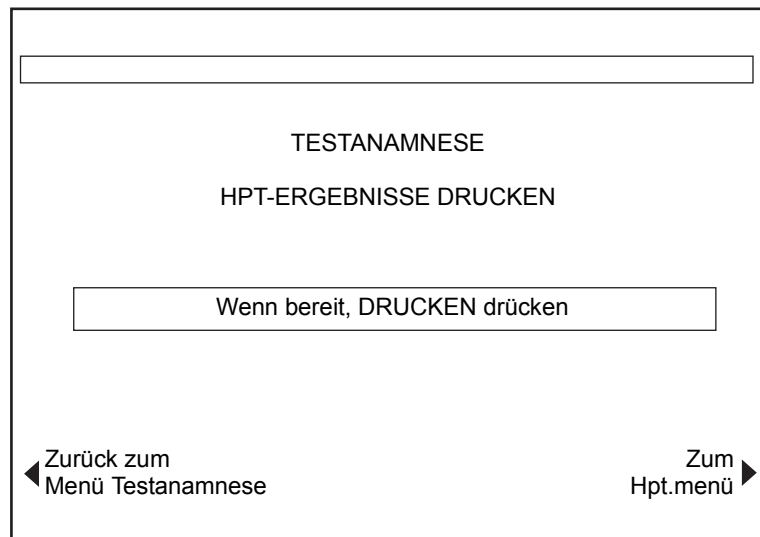 TESTANAMNESE
HPT-ERGEBNISSE DRUCKEN
Wenn bereit, DRUCKEN drücken
Zurück zum
Menü Testanamnese
Zum
Hpt.menü